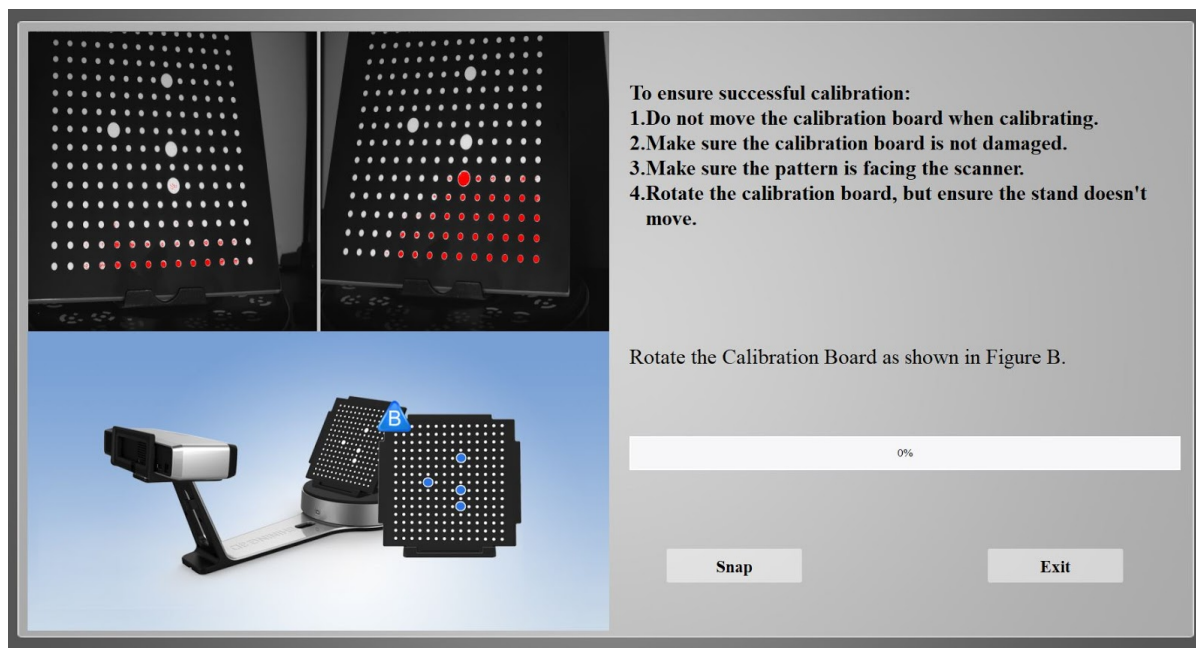 To ensure successful calibration:
1.Do not move the calibration board when calibrating.
2.Make sure the calibration board is not damaged.
3.Make sure the pattern is facing the scanner.
4.Rotate the calibration board, but ensure the stand doesn't
move.
Rotate the Calibration Board as shown in Figure B.
B
0%
Snap
Exit